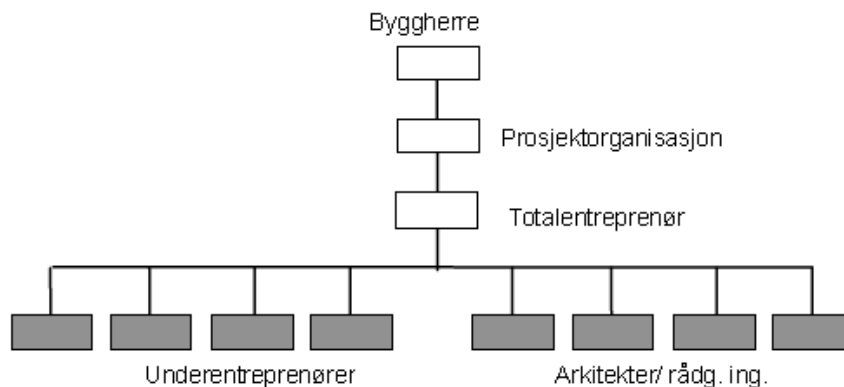 Byggherre
Prosjektorganisasjon
Totalentreprenør
Underentreprenører
Arkitekter/ rådg. ing.